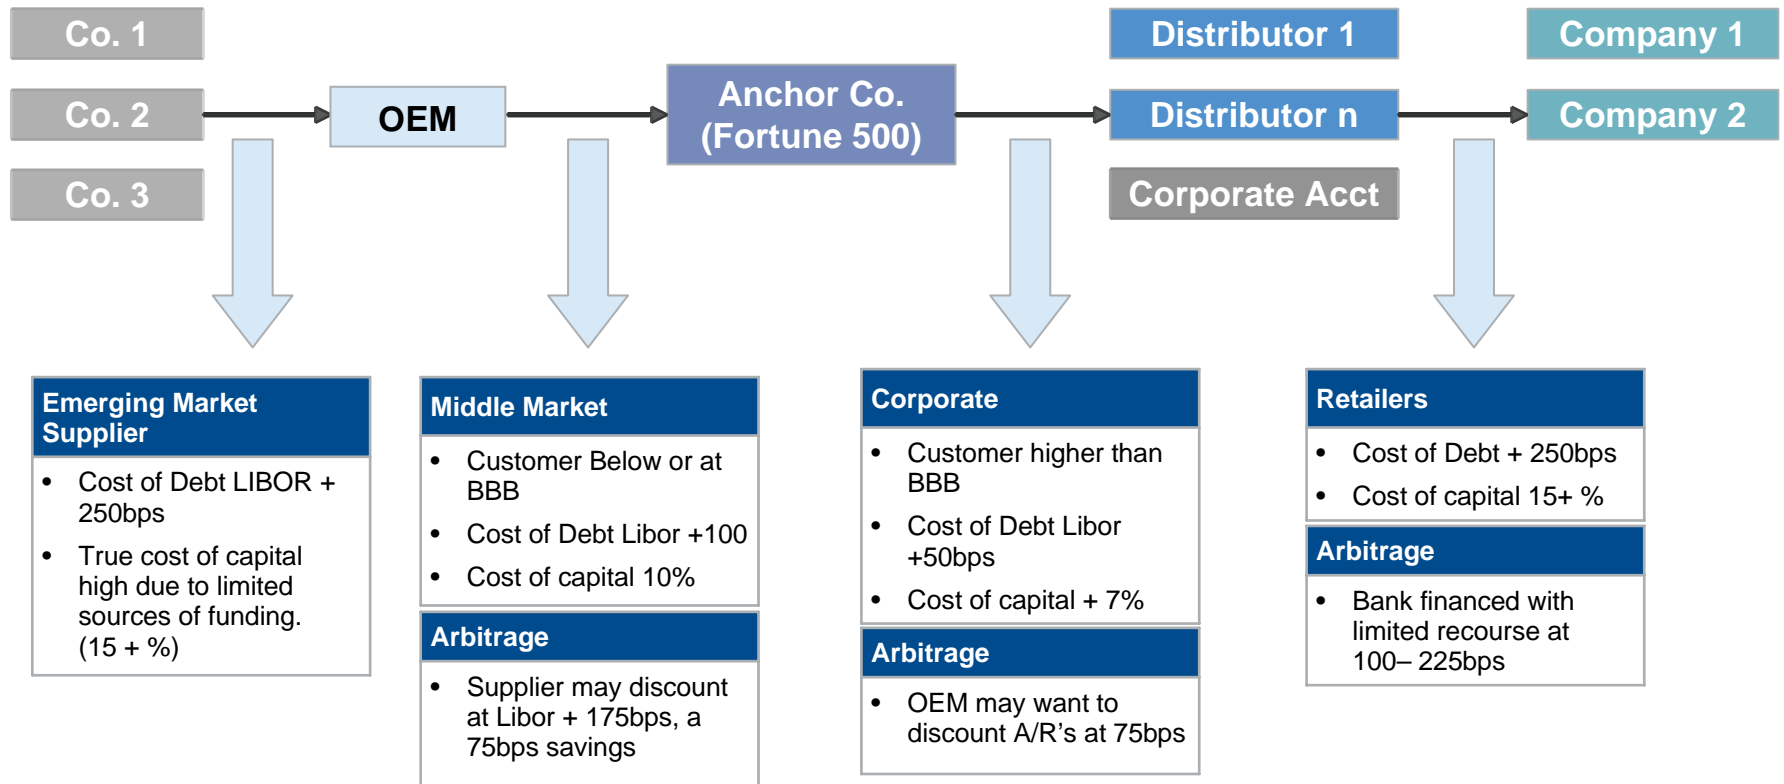 Co. 1
Co. 2
Co. 3
OEM
Anchor Co.
(Fortune 500)
Distributor 1
Distributor n
Corporate Acct
Company 1
Company 2
Emerging Market
Supplier
• Cost of Debt LIBOR +
250bps
• True cost of capital
high due to limited
sources of funding.
(15 + %)
Middle Market
• Customer Below or at
BBB
• Cost of Debt Libor +100
• Cost of capital 10%
Arbitrage
• Supplier may discount
at Libor + 175bps, a
75bps savings
Corporate
• Customer higher than
BBB
• Cost of Debt Libor
+50bps
• Cost of capital + 7%
Arbitrage
• OEM may want to
discount A/R's at 75bps
Retailers
• Cost of Debt + 250bps
• Cost of capital 15+ %
Arbitrage
• Bank financed with
limited recourse at
100– 225bps